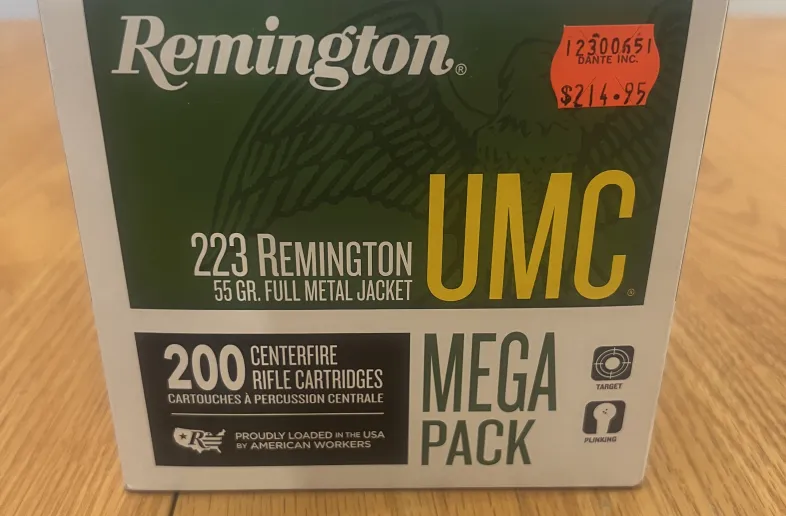 Remington®
12300651
DANTE INC.
$214.95
UMC®
223 REMINGTON
55 GR. FULL METAL JACKET
200 CENTERFIRE
RIFLE CARTRIDGES
CARTOUCHES À PERCUSSION CENTRALE
R
PROUDLY LOADED IN THE USA
BY AMERICAN WORKERS
MEGA
PACK
TARGET
PLINKING